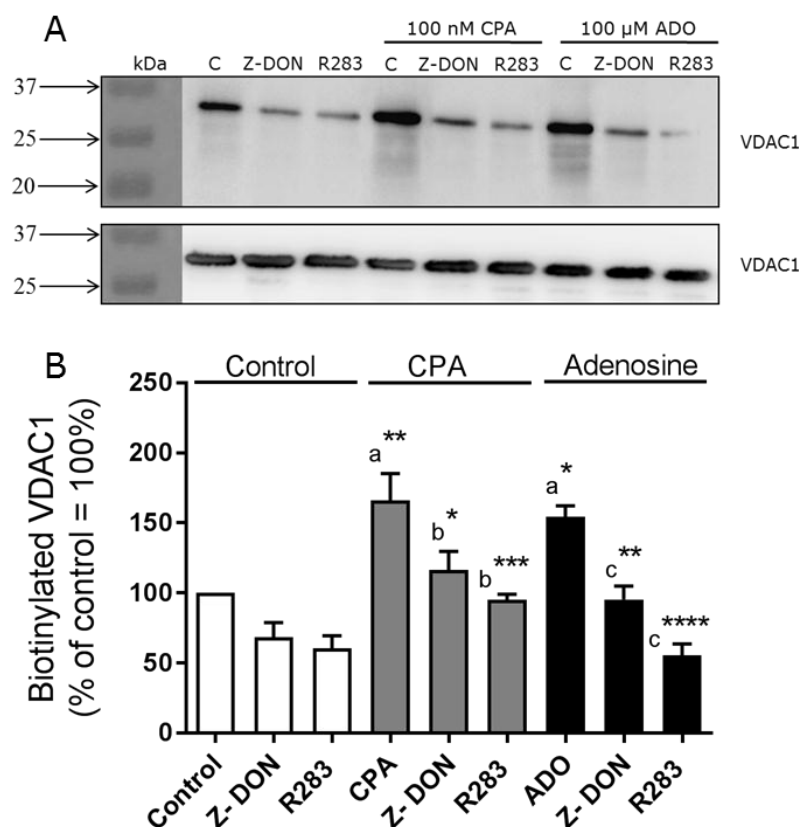 A
100 nM CPA 100 µM ADO
kDa C Z-DON R283 C Z-DON R283 C Z-DON R283
37
25
20
VDAC1
37
25
VDAC1
B
Control CPA Adenosine
Biotinylated VDAC1
(% of control = 100%)
250
200
150
100
50
0
a ** b * b *** a * c ** c ****
Control Z- DON R283 CPA Z- DON R283 ADO Z- DON R283